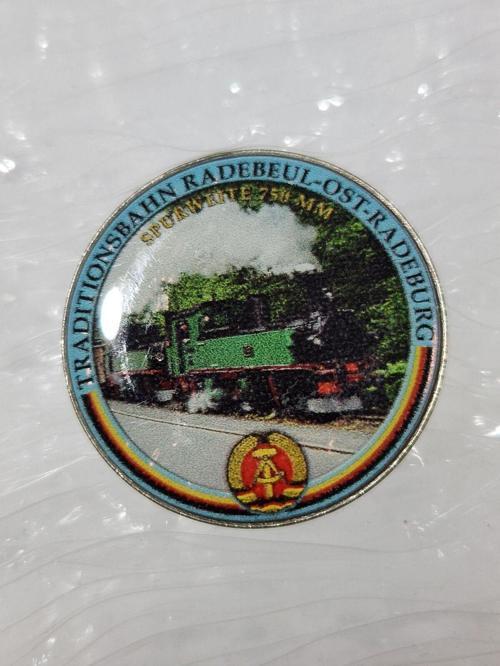 TRADITIONSBAHN RADEBEUL-OST-RADEBURG
SPURWEITE 750 MM